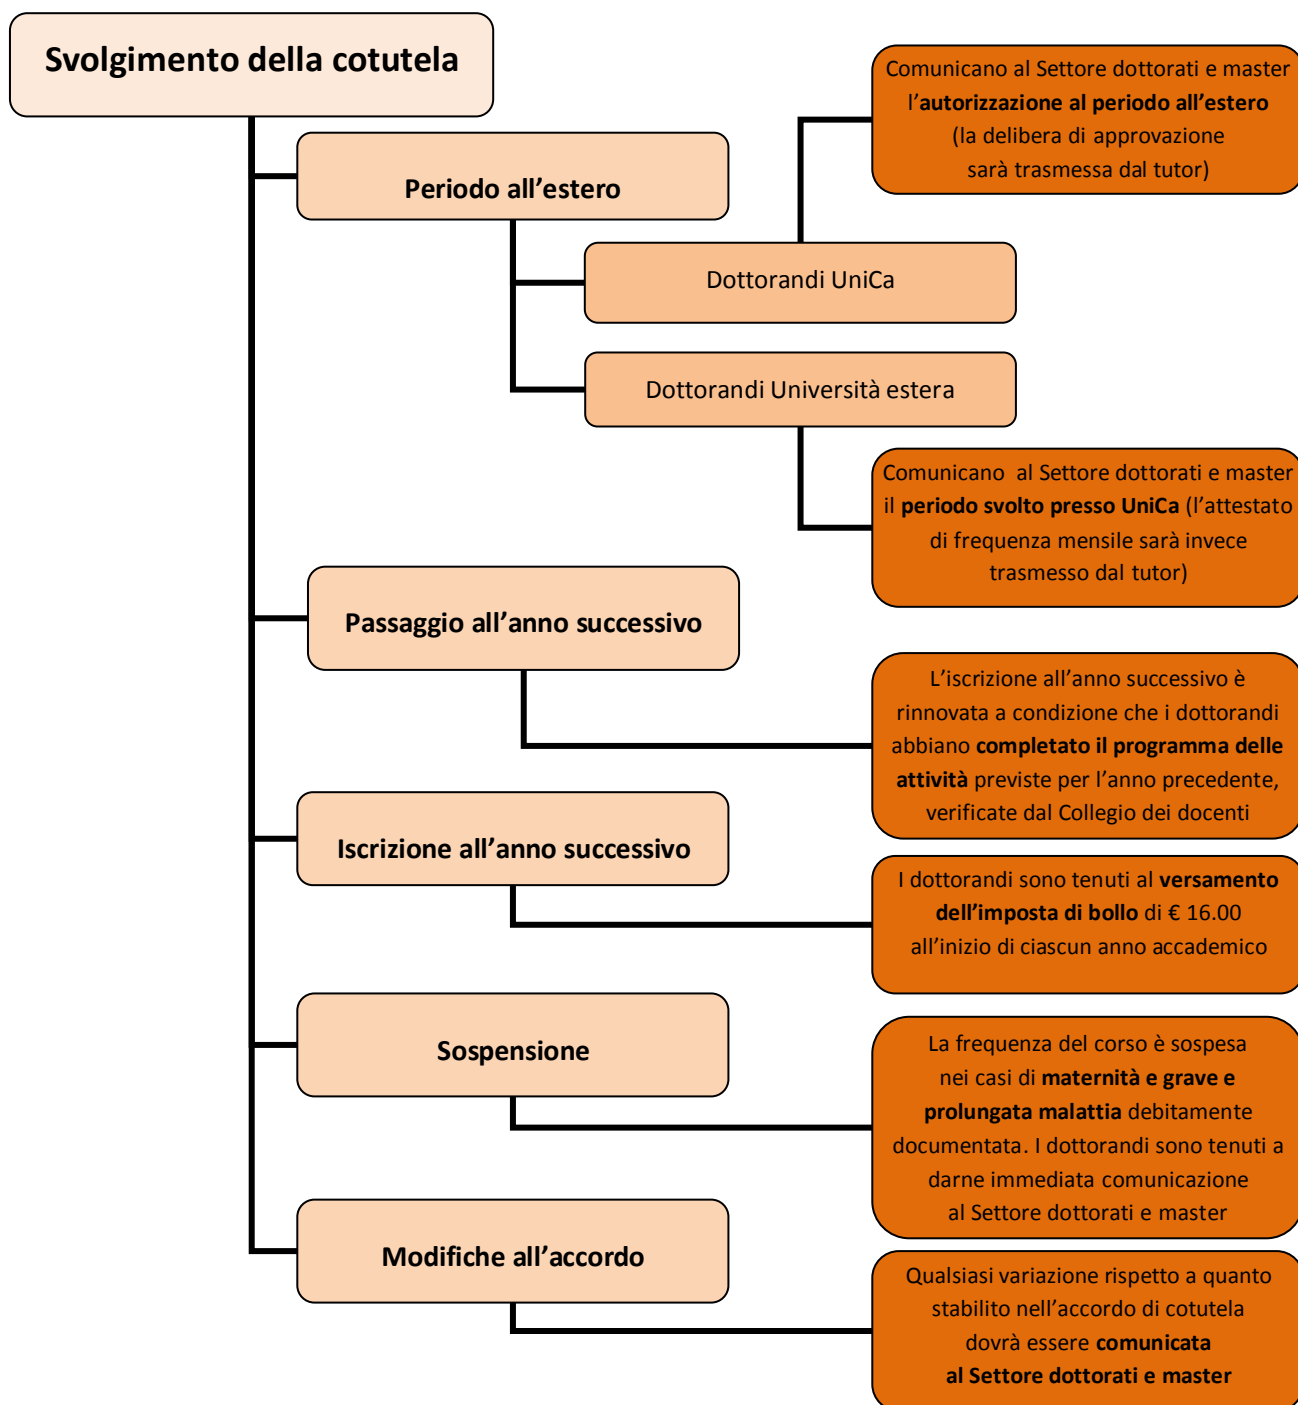 Svolgimento della cotutela
Comunicano al Settore dottorati e master
l’autorizzazione al periodo all’estero
(la delibera di approvazione
sarà trasmessa dal tutor)
Periodo all’estero
Dottorandi UniCa
Dottorandi Università estera
Comunicano al Settore dottorati e master
il periodo svolto presso UniCa (l’attestato
di frequenza mensile sarà invece
trasmesso dal tutor)
Passaggio all’anno successivo
L’iscrizione all’anno successivo è
rinnovata a condizione che i dottorandi
abbiano completato il programma delle
attività previste per l’anno precedente,
verificate dal Collegio dei docenti
Iscrizione all’anno successivo
I dottorandi sono tenuti al versamento
dell’imposta di bollo di € 16.00
all’inizio di ciascun anno accademico
Sospensione
La frequenza del corso è sospesa
nei casi di maternità e grave e
prolungata malattia debitamente
documentata. I dottorandi sono tenuti a
darne immediata comunicazione
al Settore dottorati e master
Modifiche all’accordo
Qualsiasi variazione rispetto a quanto
stabilito nell’accordo di cotutela
dovrà essere comunicata
al Settore dottorati e master